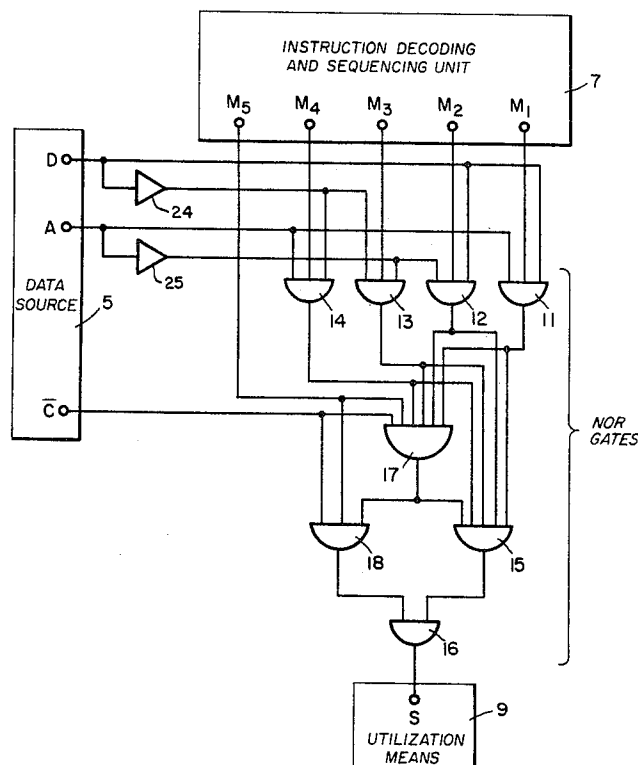 INSTRUCTION DECODING
AND SEQUENCING UNIT
7
M5 M4 M3 M2 M1
D
24
A
25
DATA
SOURCE
5
14 13 12 11
C̅
17
NOR
GATES
18 15
16
S
9
UTILIZATION
MEANS